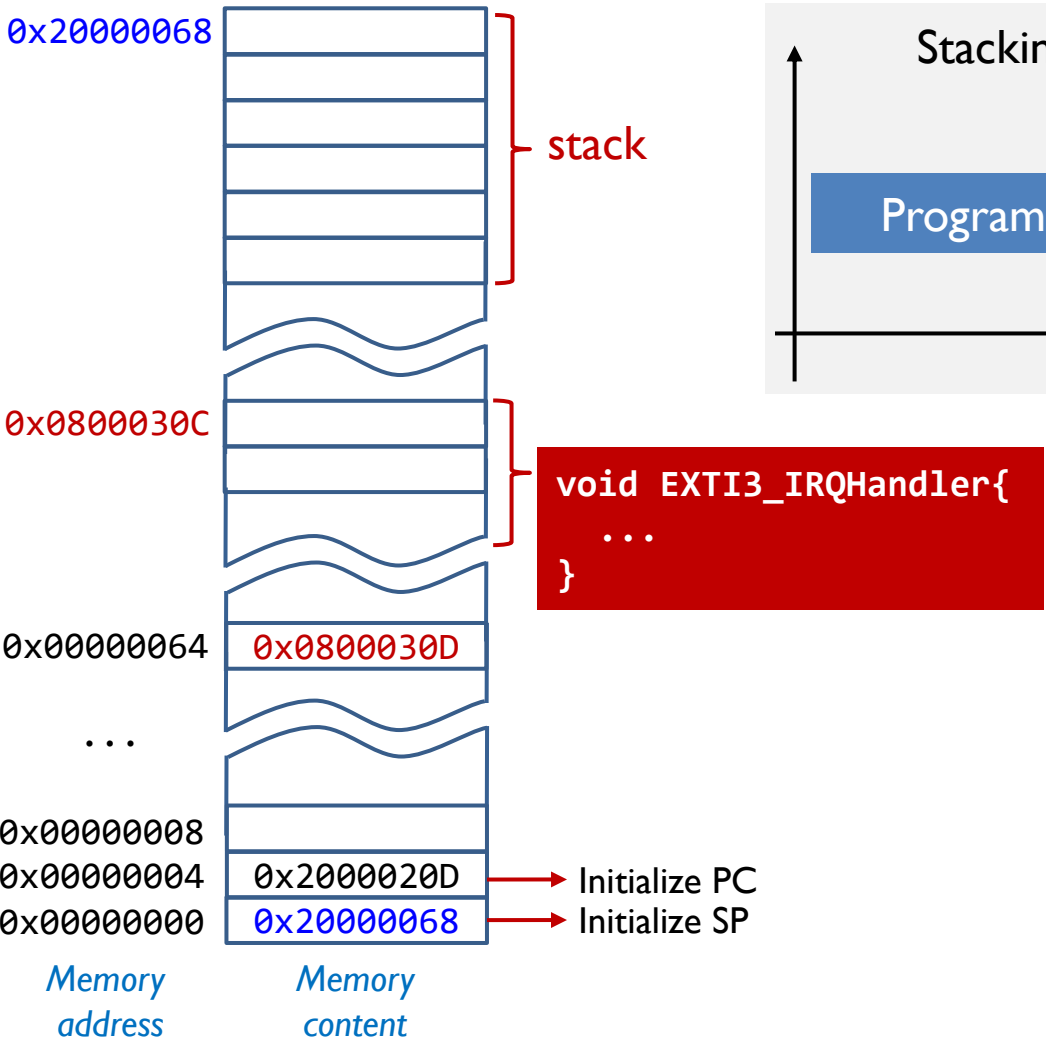 0x20000068
Stackin
stack
Program
0x0800030C
void EXTI3_IRQHandler{
...
}
0x00000064 0x0800030D
...
0x00000008
0x00000004 0x2000020D Initialize PC
0x00000000 0x20000068 Initialize SP
Memory Memory
address content